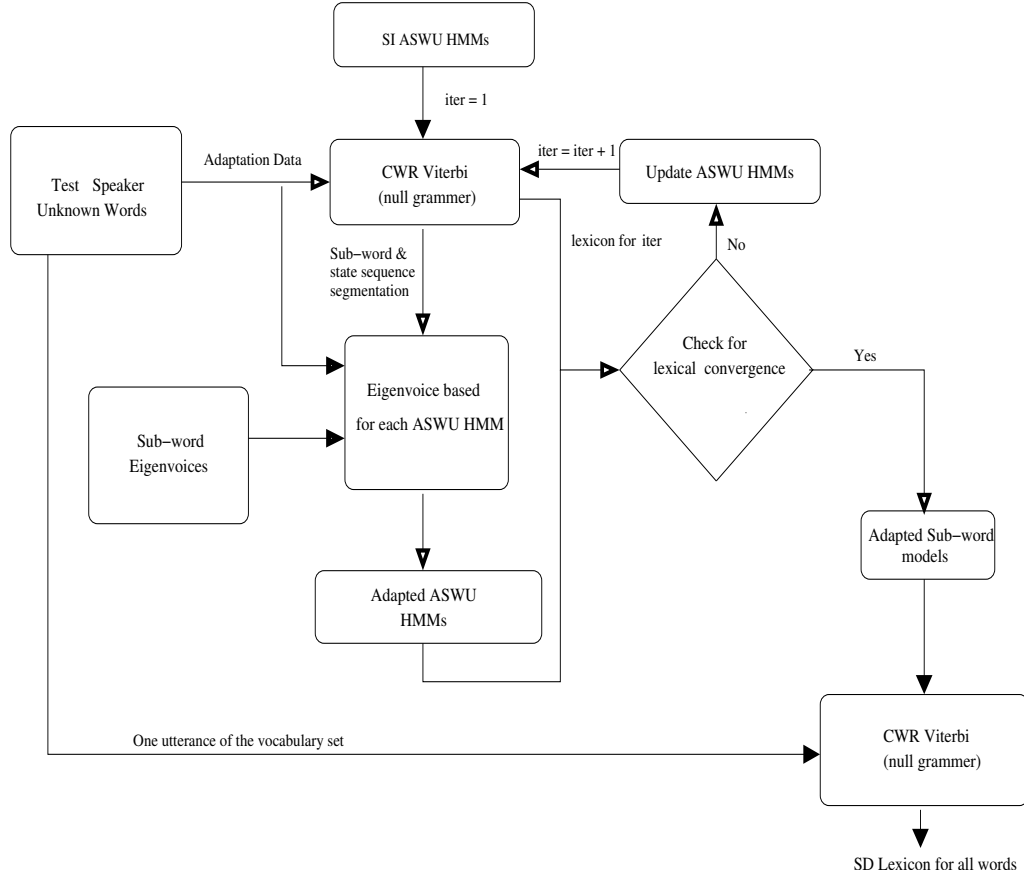 SI ASWU HMMs
iter = 1
Test Speaker
Unknown Words
Adaptation Data
CWR Viterbi
(null grammer)
iter = iter + 1
Update ASWU HMMs
lexicon for iter
No
Sub-word &
state sequence
segmentation
Check for
lexical convergence
Yes
Eigenvoice based
for each ASWU HMM
Sub-word
Eigenvoices
Adapted Sub-word
models
Adapted ASWU
HMMs
One utterance of the vocabulary set
CWR Viterbi
(null grammer)
SD Lexicon for all words